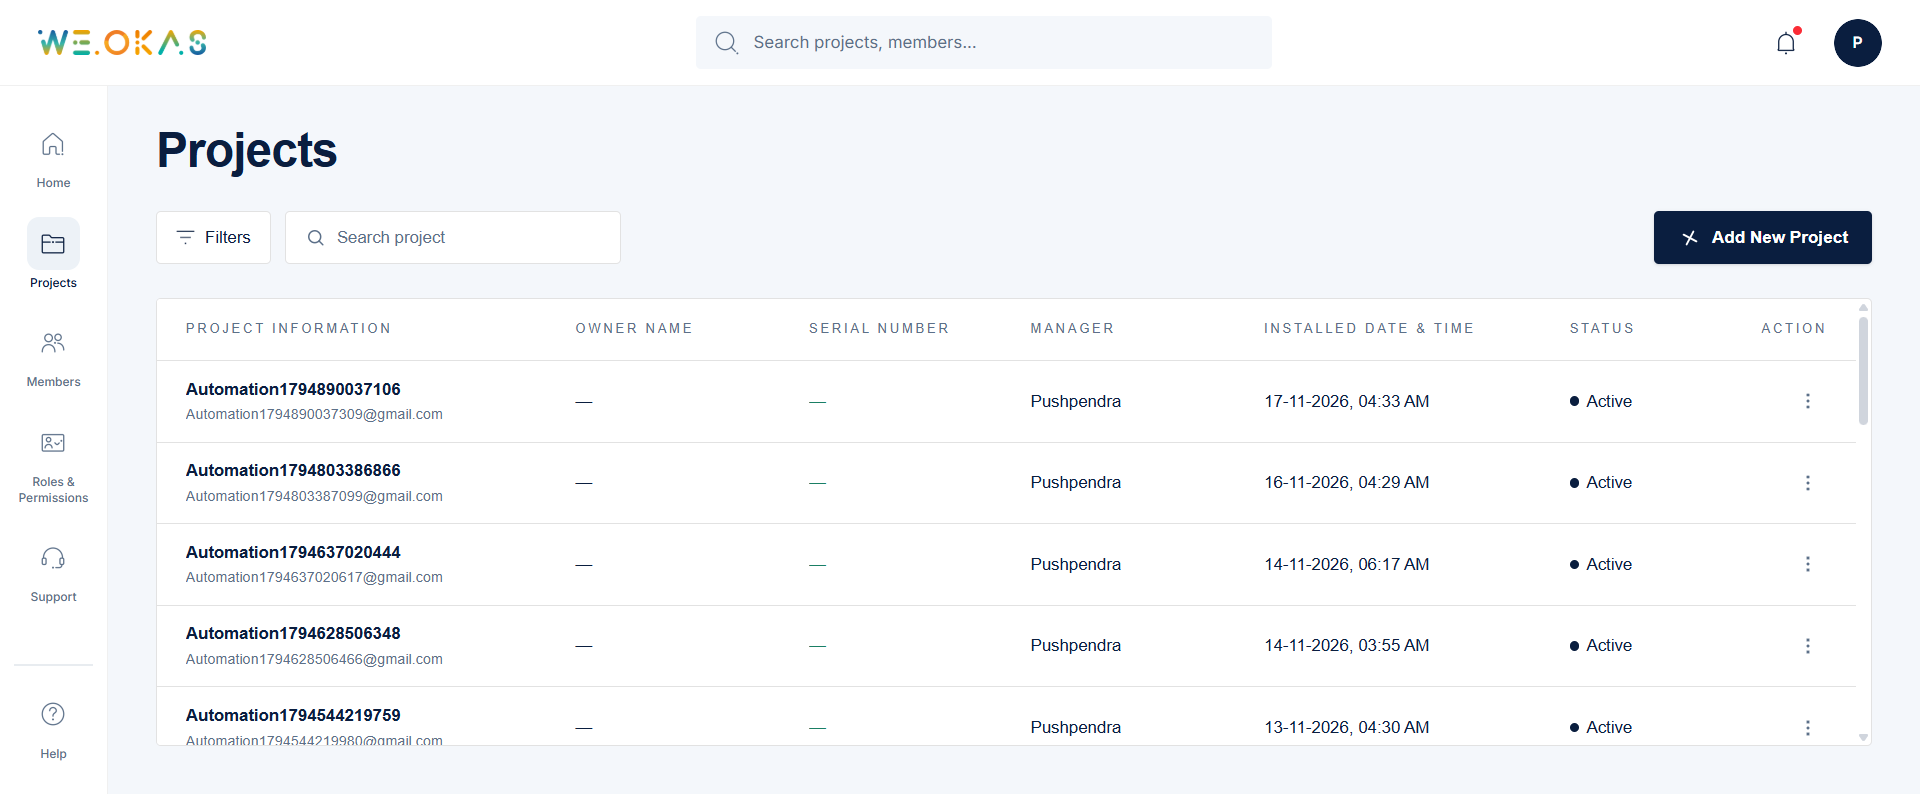 WE.OKAS
Search projects, members...
P
Home
Projects
Members
Roles &
Permissions
Support
Help
Projects
Filters
Search project
Add New Project
PROJECT INFORMATION OWNER NAME SERIAL NUMBER MANAGER INSTALLED DATE & TIME STATUS ACTION
Automation1794890037106
Automation1794890037309@gmail.com
— — Pushpendra 17-11-2026, 04:33 AM Active
Automation1794803386866
Automation1794803387099@gmail.com
— — Pushpendra 16-11-2026, 04:29 AM Active
Automation1794637020444
Automation1794637020617@gmail.com
— — Pushpendra 14-11-2026, 06:17 AM Active
Automation1794628506348
Automation1794628506466@gmail.com
— — Pushpendra 14-11-2026, 03:55 AM Active
Automation1794544219759
Automation1794544219980@gmail.com
— — Pushpendra 13-11-2026, 04:30 AM Active